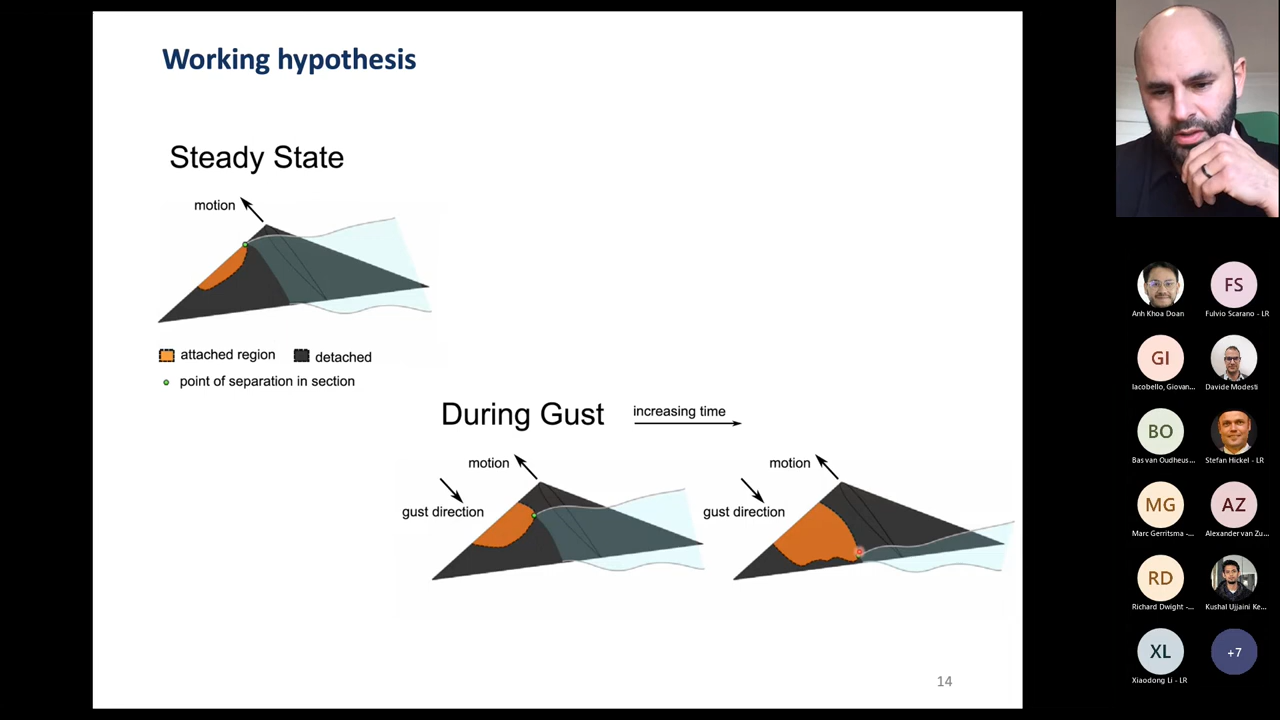 Working hypothesis
Steady State
motion
attached region
detached
point of separation in section
During Gust
increasing time
motion
gust direction
motion
gust direction
14
Anh Khoa Doan
FS
Fulvio Scarano - LR
GI
Iacobello, Giovan...
Davide Modesti
BO
Bas van Oudheus...
Stefan Hickel - LR
MG
Marc Gerritsma -...
AZ
Alexander van Zu...
RD
Richard Dwight -...
Kushal Ujjaini Ke...
XL
Xiaodong Li - LR
+7